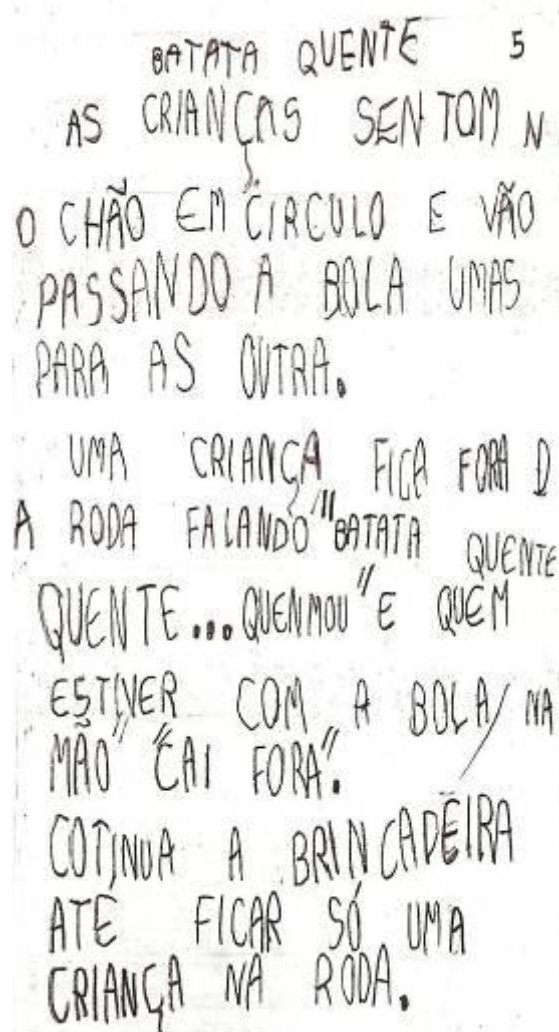 BATATA QUENTE 5
AS CRIANÇAS SENTOM N
O CHÃO EM CIRCULO E VÃO
PASSANDO A BOLA UMAS
PARA AS OUTRA.
UMA CRIANÇA FICA FORA D
A RODA FALANDO "BATATA QUENTE
QUENTE... QUENMOU" E QUEM
ESTIVER COM A BOLA NA
MÃO "CAI FORA".
COTINUA A BRINCADEIRA
ATÉ FICAR SÓ UMA
CRIANÇA NA RODA.